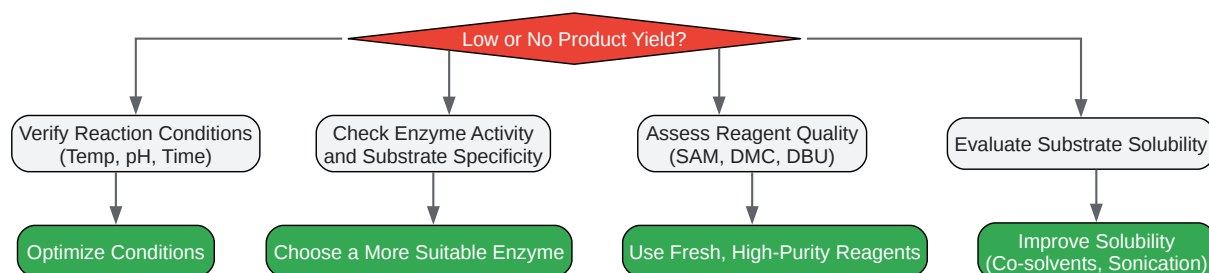 Low or No Product Yield?
Verify Reaction Conditions
(Temp, pH, Time)
Check Enzyme Activity
and Substrate Specificity
Assess Reagent Quality
(SAM, DMC, DBU)
Evaluate Substrate Solubility
Optimize Conditions
Choose a More Suitable Enzyme
Use Fresh, High-Purity Reagents
Improve Solubility
(Co-solvents, Sonication)